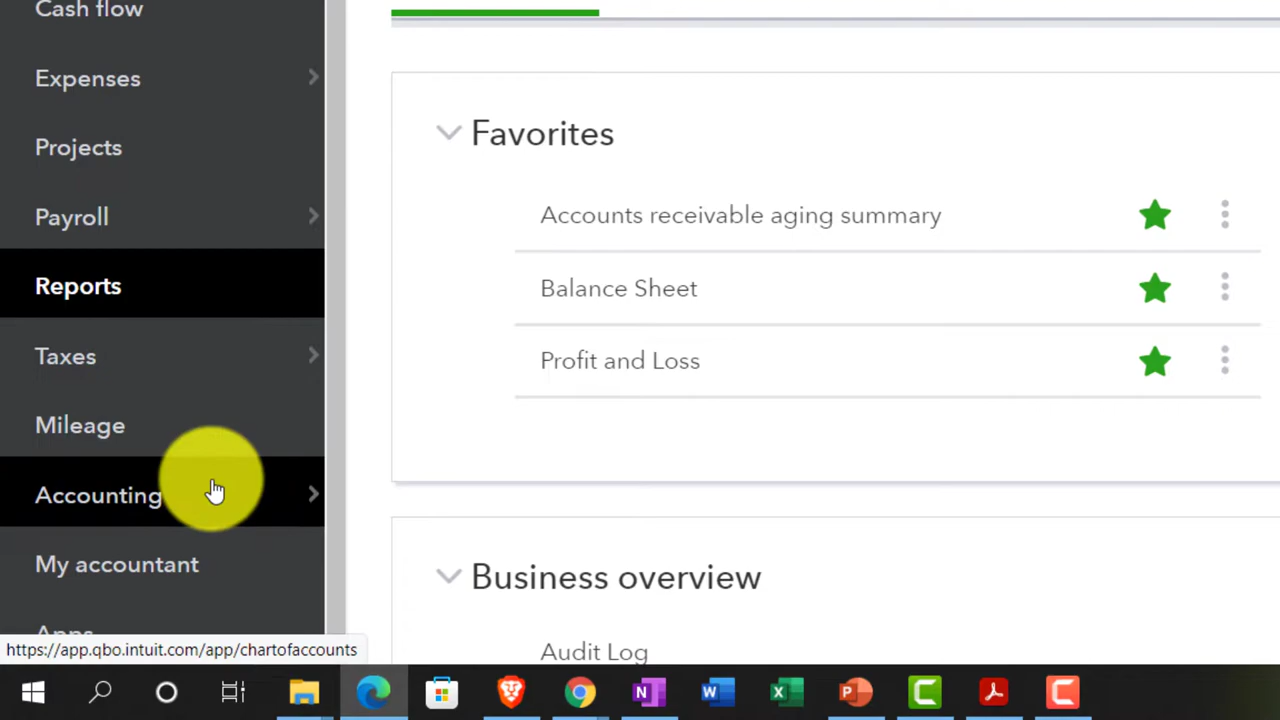 Cash flow
Expenses
Projects
Payroll
Reports
Taxes
Mileage
Accounting
My accountant
Apps
https://app.qbo.intuit.com/app/chartofaccounts
Favorites
Accounts receivable aging summary
Balance Sheet
Profit and Loss
Business overview
Audit Log